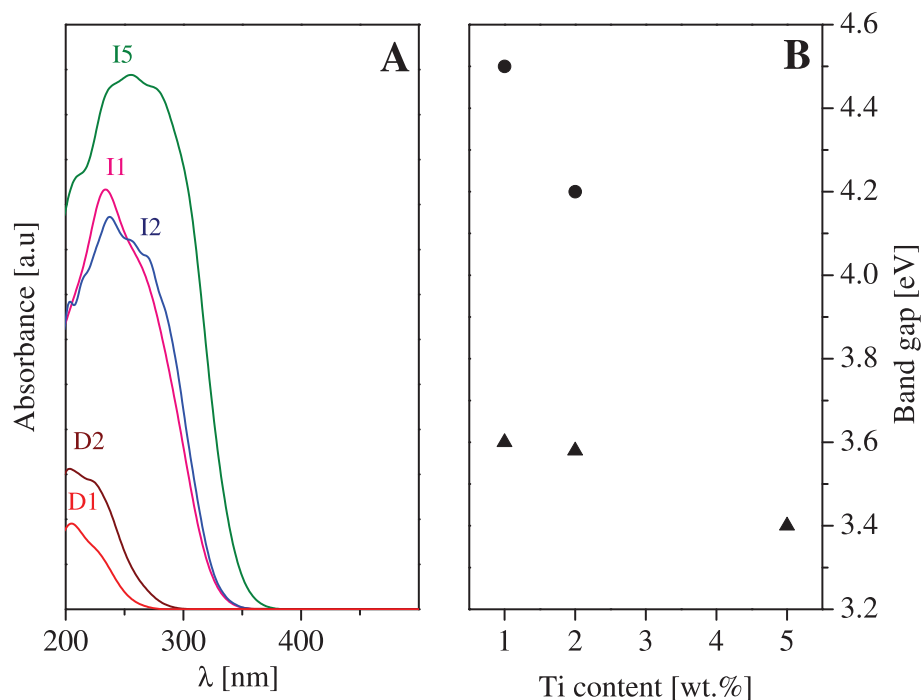 A
I5
I1
I2
D2
D1
Absorbance [a.u]
200 300 400
λ [nm]
B
4.6
4.4
4.2
4.0
3.8
3.6
3.4
3.2
Band gap [eV]
1 2 3 4 5
Ti content [wt.%]